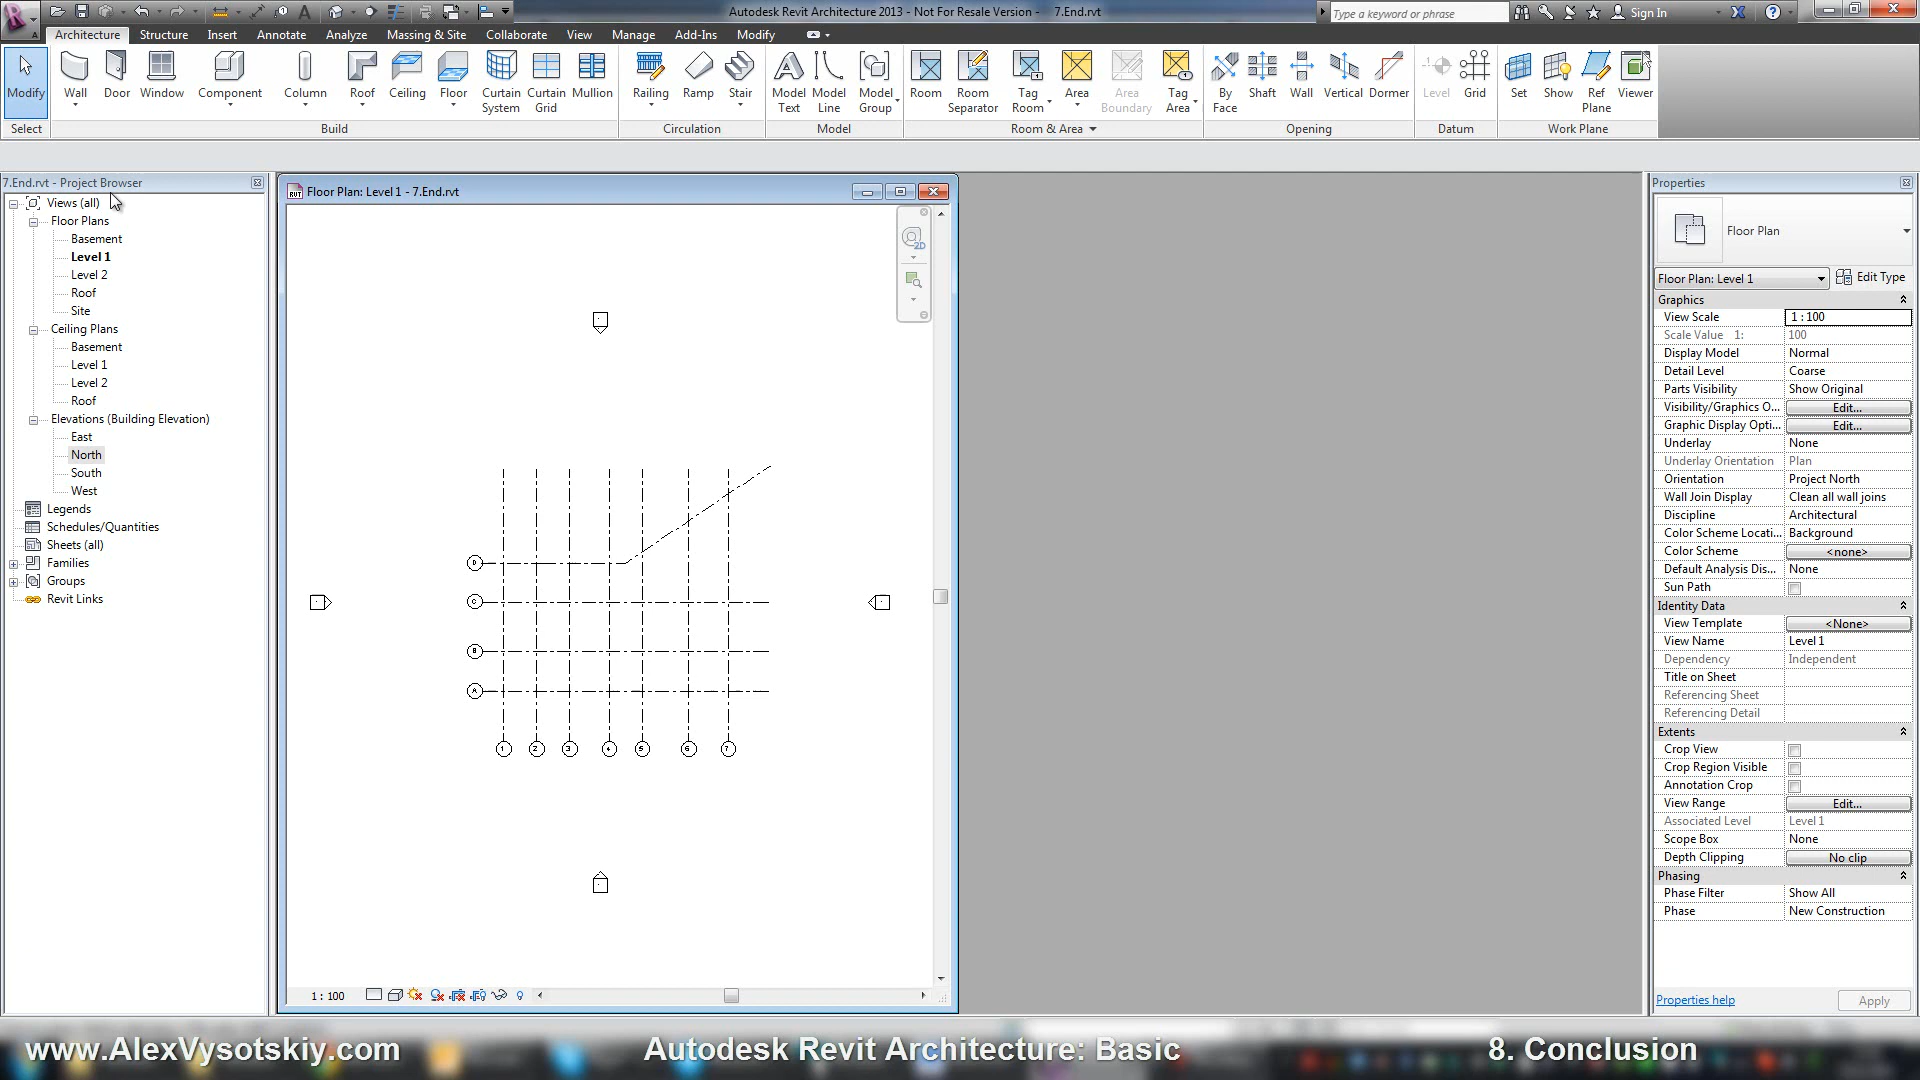 Autodesk Revit Architecture 2013 - Not For Resale Version - 7.End.rvt
Type a keyword or phrase
Sign In
Architecture Structure Insert Annotate Analyze Massing & Site Collaborate View Manage Add-Ins Modify
Modify Wall Door Window Component Column Roof Ceiling Floor Curtain System Curtain Grid Mullion Railing Ramp Stair Model Text Model Line Model Group Room Room Separator Tag Room Area Area Boundary Tag Area By Face Shaft Wall Vertical Dormer Level Grid Set Show Ref Plane Viewer
Select Build Circulation Model Room & Area Opening Datum Work Plane
7.End.rvt - Project Browser
Views (all)
Floor Plans
Basement
Level 1
Level 2
Roof
Site
Ceiling Plans
Basement
Level 1
Level 2
Roof
Elevations (Building Elevation)
East
North
South
West
Legends
Schedules/Quantities
Sheets (all)
Families
Groups
Revit Links
RVT
Floor Plan: Level 1 - 7.End.rvt
2D
D
C
B
A
1 2 3 4 5 6 7
1 : 100
Properties
Floor Plan
Floor Plan: Level 1 Edit Type
Graphics
View Scale 1 : 100
Scale Value 1: 100
Display Model Normal
Detail Level Coarse
Parts Visibility Show Original
Visibility/Graphics O... Edit...
Graphic Display Opti... Edit...
Underlay None
Underlay Orientation Plan
Orientation Project North
Wall Join Display Clean all wall joins
Discipline Architectural
Color Scheme Locati... Background
Color Scheme <none>
Default Analysis Dis... None
Sun Path
Identity Data
View Template <None>
View Name Level 1
Dependency Independent
Title on Sheet
Referencing Sheet
Referencing Detail
Extents
Crop View
Crop Region Visible
Annotation Crop
View Range Edit...
Associated Level Level 1
Scope Box None
Depth Clipping No clip
Phasing
Phase Filter Show All
Phase New Construction
Properties help Apply
www.AlexVysotskiy.com Autodesk Revit Architecture: Basic 8. Conclusion